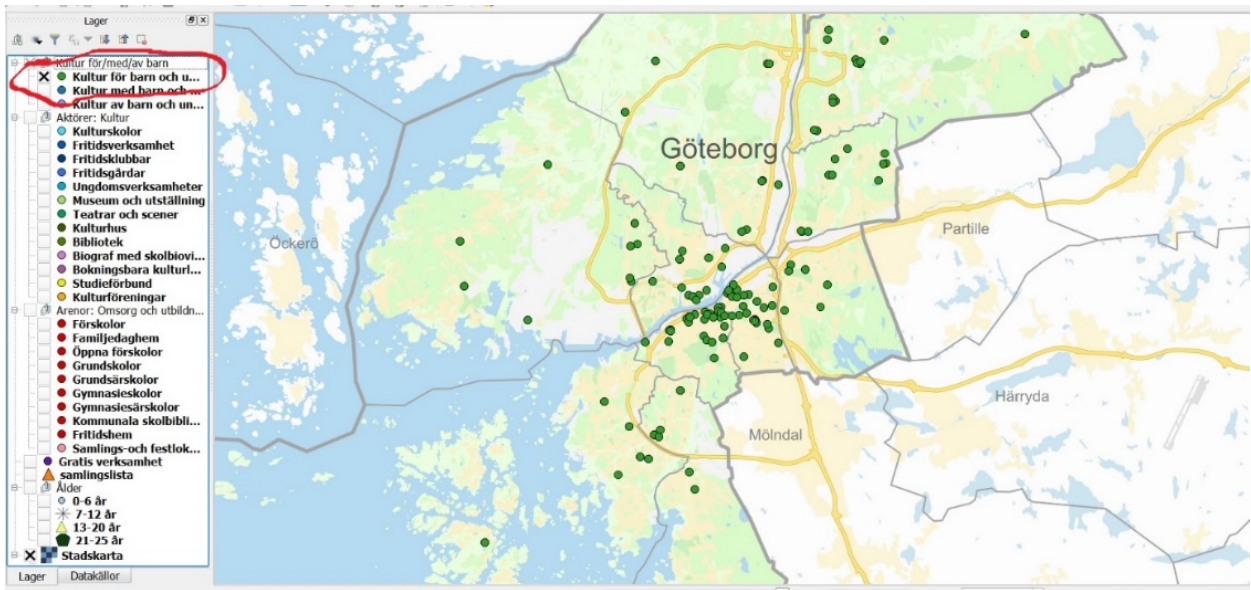 Lager
Kultur för/med/av barn
Kultur för barn och u...
Kultur med barn och ...
Kultur av barn och un...
Aktörer: Kultur
Kulturskolor
Fritidsverksamhet
Fritidsklubbar
Fritidsgårdar
Ungdomsverksamheter
Museum och utställning
Teatrar och scener
Kulturhus
Bibliotek
Biograf med skolbiovi...
Bokningsbara kulturl...
Studieförbund
Kulturföreningar
Arenor: Omsorg och utbildn...
Förskolor
Familjedaghem
Öppna förskolor
Grundskolor
Grundsärskolor
Gymnasieskolor
Gymnasiesärskolor
Kommunala skolbibli...
Fritidshem
Samlings-och festlok...
Gratis verksamhet
samlingslista
Ålder
0-6 år
7-12 år
13-20 år
21-25 år
Stadskarta
Lager
Datakällor
Göteborg
Partille
Öckerö
Härryda
Mölndal